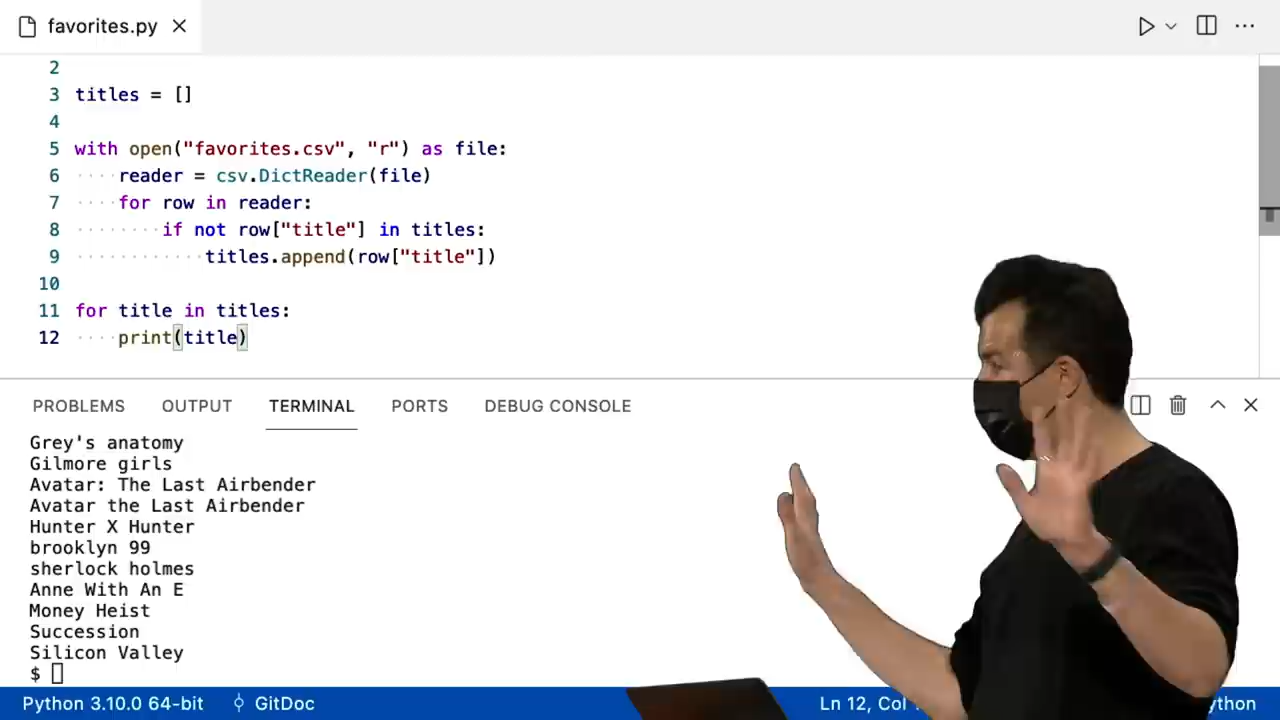 favorites.py
2
3 titles = []
4
5 with open("favorites.csv", "r") as file:
6 reader = csv.DictReader(file)
7 for row in reader:
8 if not row["title"] in titles:
9 titles.append(row["title"])
10
11 for title in titles:
12 print(title)
PROBLEMS OUTPUT TERMINAL PORTS DEBUG CONSOLE
Grey's anatomy
Gilmore girls
Avatar: The Last Airbender
Avatar the Last Airbender
Hunter X Hunter
brooklyn 99
sherlock holmes
Anne With An E
Money Heist
Succession
Silicon Valley
$
Python 3.10.0 64-bit GitDoc Ln 12, Col